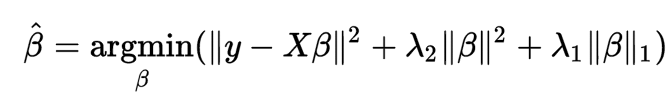 β̂ = argmin(‖y − Xβ‖² + λ₂‖β‖² + λ₁‖β‖₁)
β